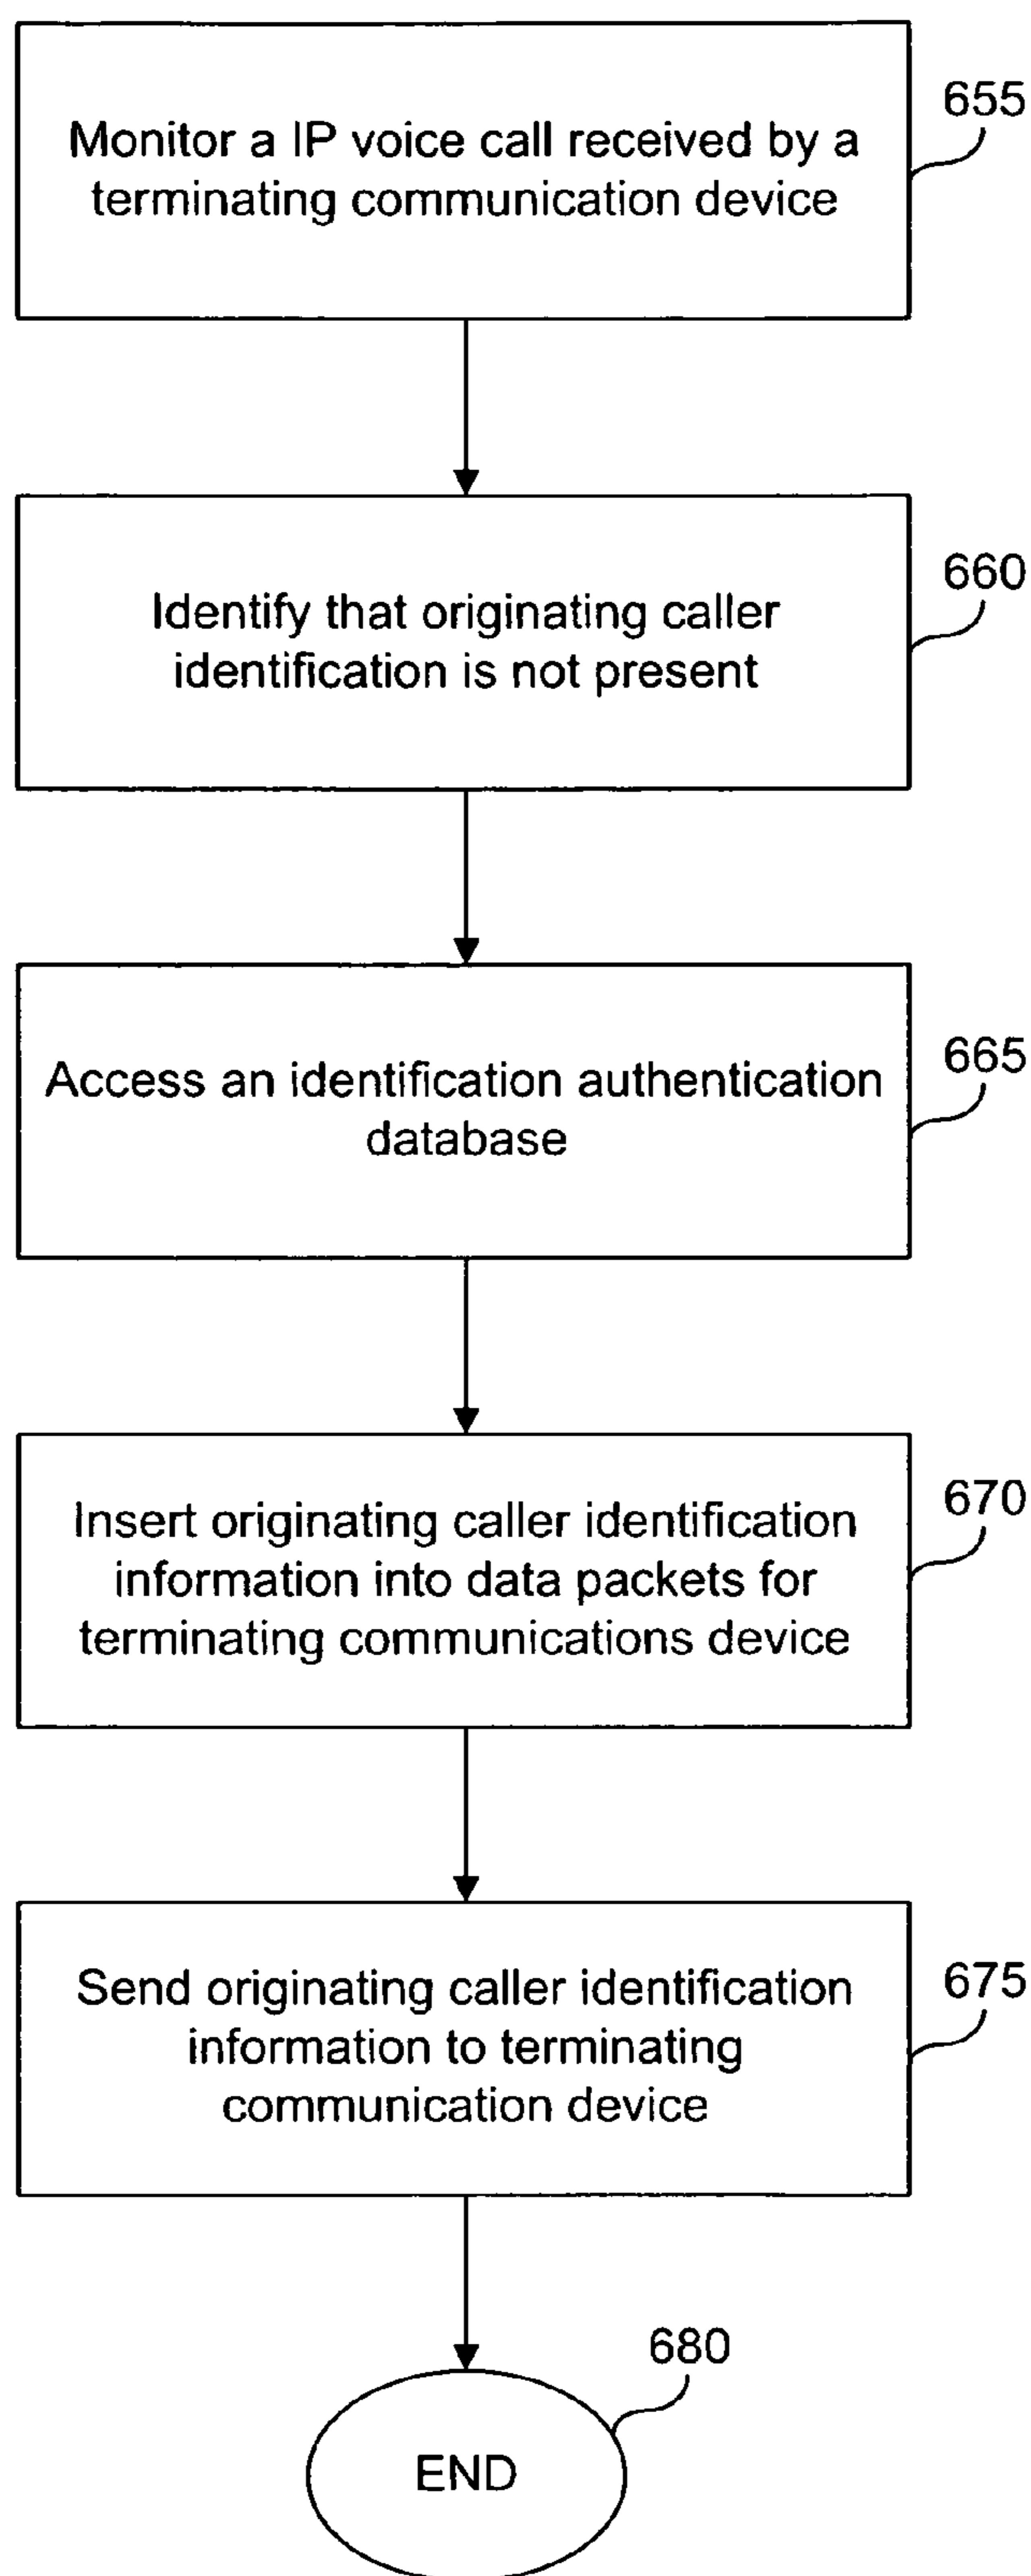 Monitor a IP voice call received by a
terminating communication device
655
Identify that originating caller
identification is not present
660
Access an identification authentication
database
665
Insert originating caller identification
information into data packets for
terminating communications device
670
Send originating caller identification
information to terminating
communication device
675
680
END